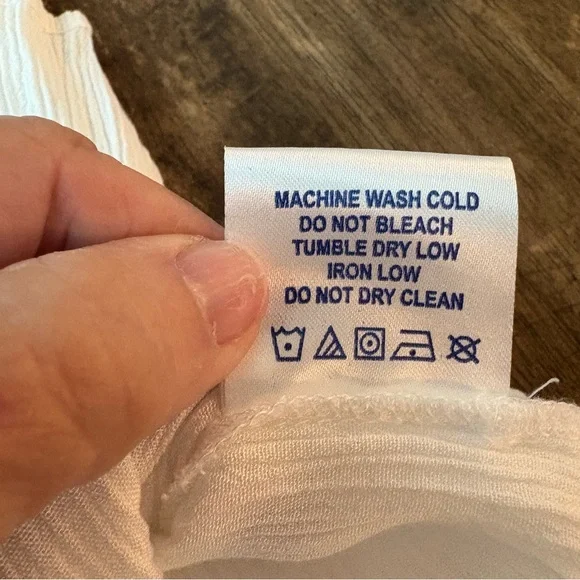 MACHINE WASH COLD
DO NOT BLEACH
TUMBLE DRY LOW
IRON LOW
DO NOT DRY CLEAN